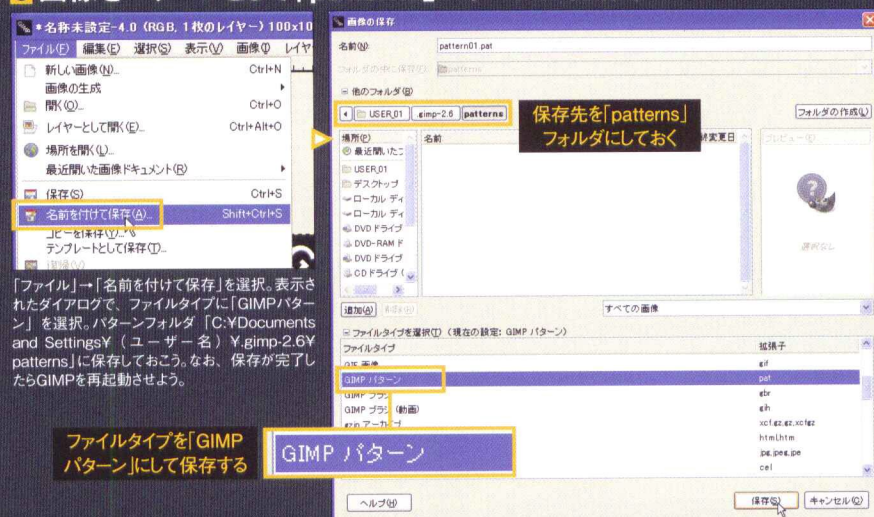 *名称未設定-4.0 (RGB, 1枚のレイヤー) 100x10
ファイル(F) 編集(E) 選択(S) 表示(V) 画像(I) レイヤ
新しい画像(N)... Ctrl+N
画像の生成
開く(O)... Ctrl+O
レイヤーとして開く(E)... Ctrl+Alt+O
場所を開く(L)...
最近開いた画像ドキュメント(R)
保存(S) Ctrl+S
名前を付けて保存(A)... Shift+Ctrl+S
コピーを保存(Y)...
テンプレートとして保存(T)...
復帰(V)
「ファイル」→「名前を付けて保存」を選択。表示さ
れたダイアログで、ファイルタイプに「GIMPパター
ン」を選択。パターンフォルダ「C:¥Documents
and Settings¥（ユーザー名）¥.gimp-2.6¥
patterns」に保存しておこう。なお、保存が完了し
たらGIMPを再起動させよう。
ファイルタイプを「GIMP
パターン」にして保存する
GIMP パターン
画像の保存
名前(N): pattern01.pat
フォルダの中に保存(F): patterns
他のフォルダ(B)
USER_01 .gimp-2.6 patterns
保存先を「patterns」
フォルダにしておく
フォルダの作成(L)
場所(P) 名前 終変更日 プレビュー(E)
最近開いたこ
USER_01
デスクトップ
ローカル ディ
ローカル ディ
DVD ドライブ
DVD-RAM ド
DVD ドライブ
CD ドライブ (
選択なし
追加(A) 削除(R) すべての画像
ファイルタイプを選択(T) (現在の設定: GIMP パターン)
ファイルタイプ 拡張子
GIF 画像 gif
GIMP パターン pat
GIMP ブラシ gbr
GIMP ブラシ (動画) gih
gzip アーカイブ xcf.gz,gz,xcfgz
html,htm
jpg,jpeg,jpe
cel
ヘルプ(H) 保存(S) キャンセル(C)